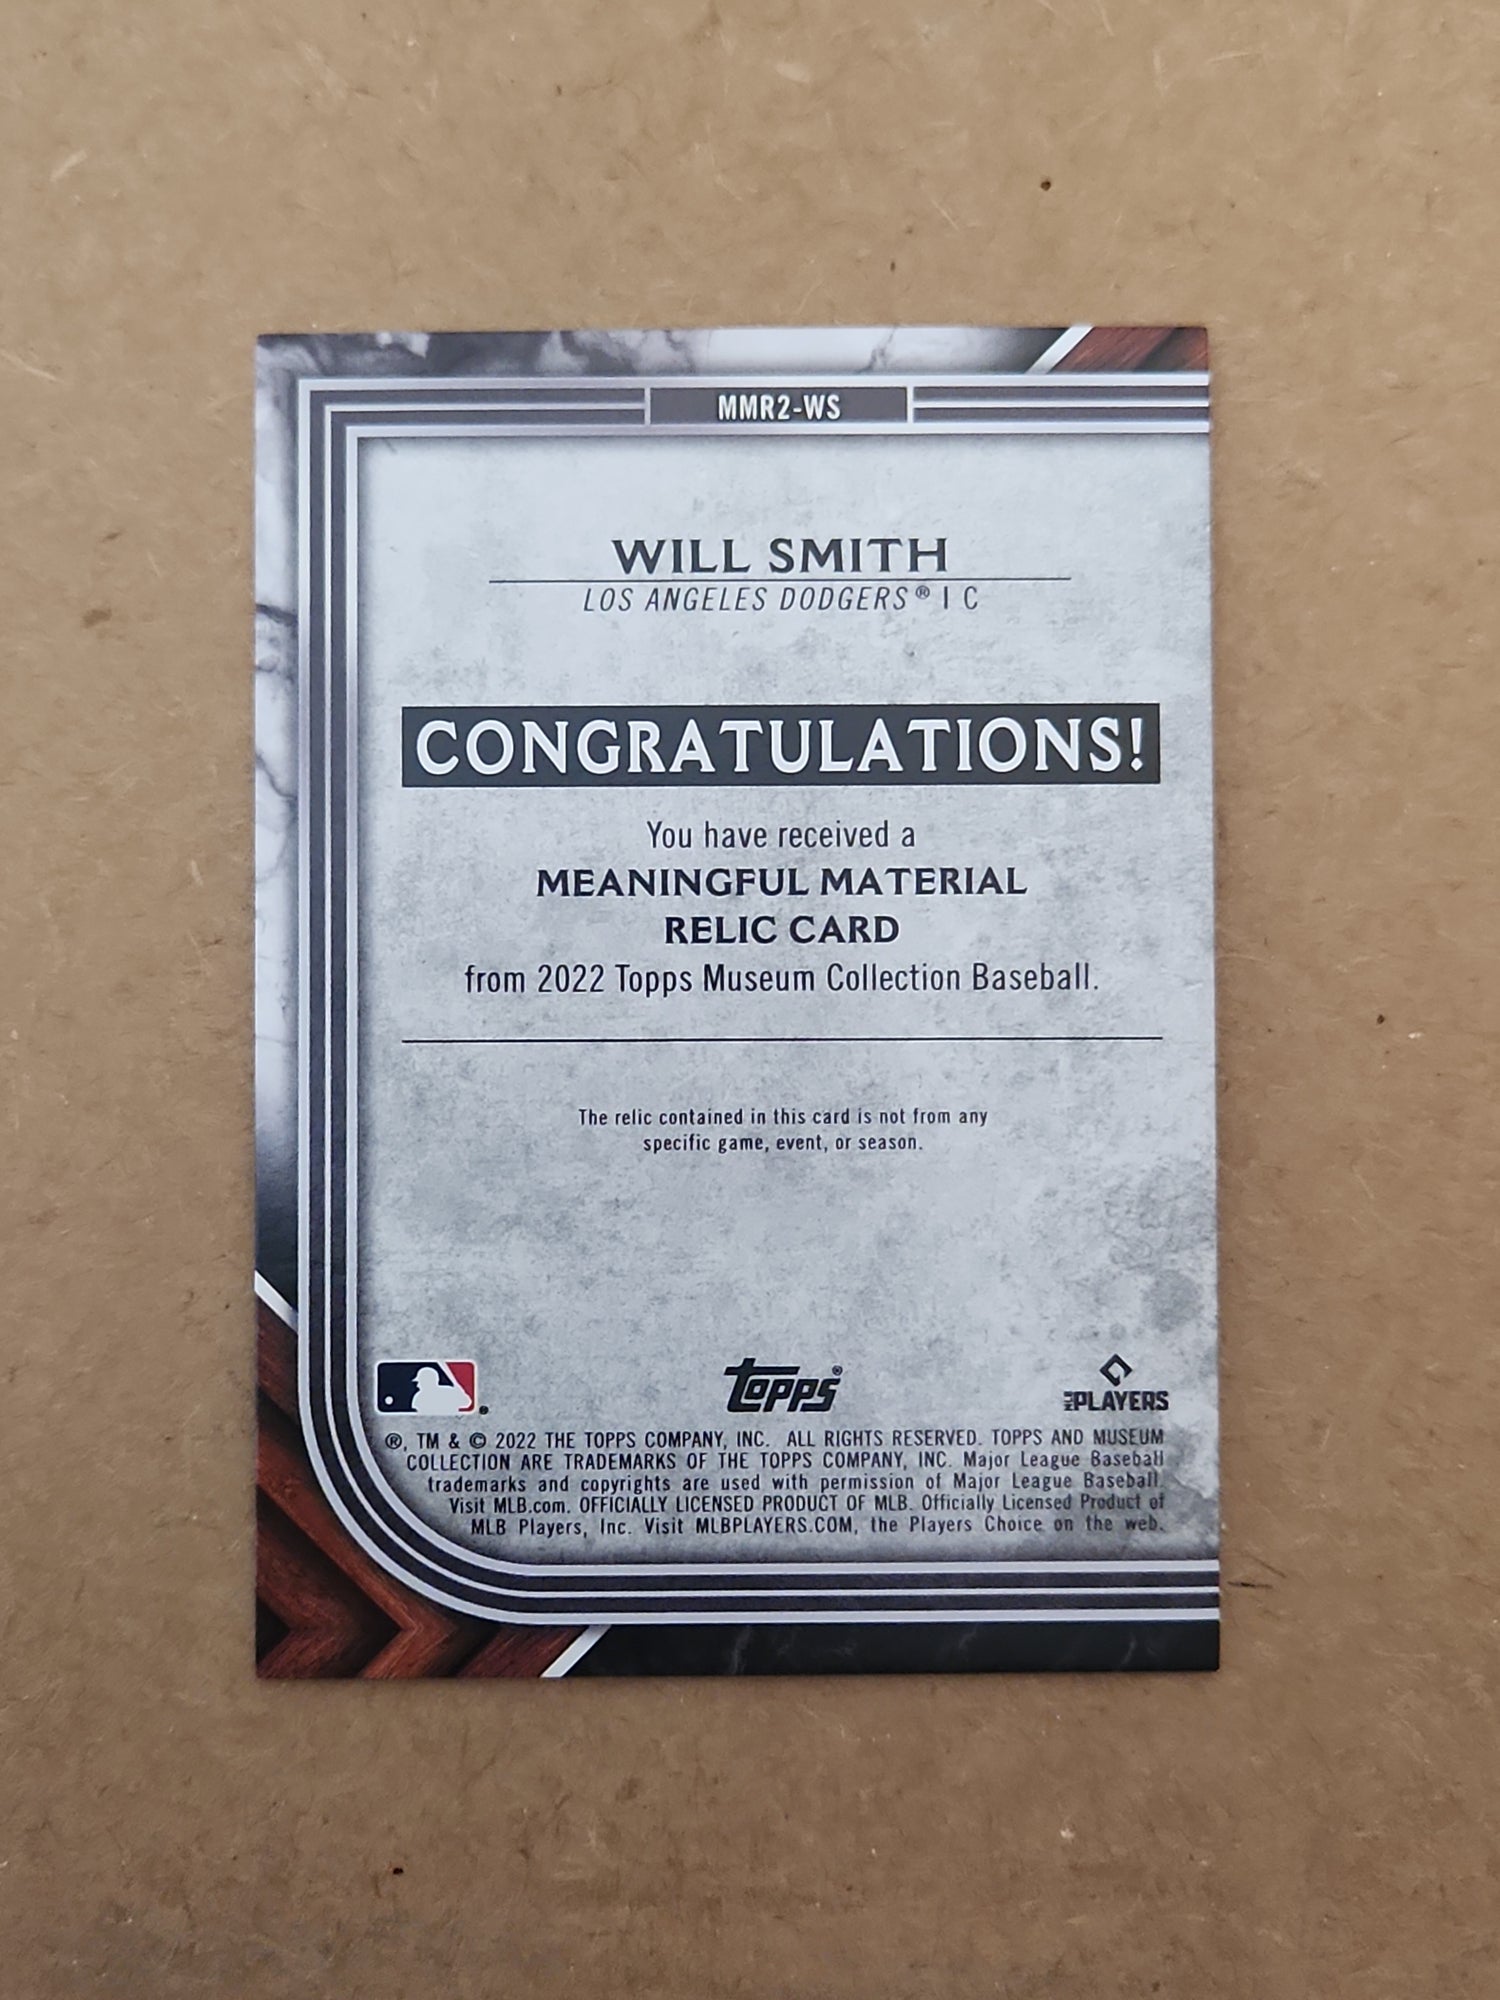 MMR2-WS
WILL SMITH
LOS ANGELES DODGERS® | C
CONGRATULATIONS!
You have received a
MEANINGFUL MATERIAL
RELIC CARD
from 2022 Topps Museum Collection Baseball.
The relic contained in this card is not from any
specific game, event, or season.
topps®
MLB PLAYERS
®, TM & © 2022 THE TOPPS COMPANY, INC. ALL RIGHTS RESERVED. TOPPS AND MUSEUM
COLLECTION ARE TRADEMARKS OF THE TOPPS COMPANY, INC. Major League Baseball
trademarks and copyrights are used with permission of Major League Baseball.
Visit MLB.com. OFFICIALLY LICENSED PRODUCT OF MLB. Officially Licensed Product of
MLB Players, Inc. Visit MLBPLAYERS.COM, the Players Choice on the web.